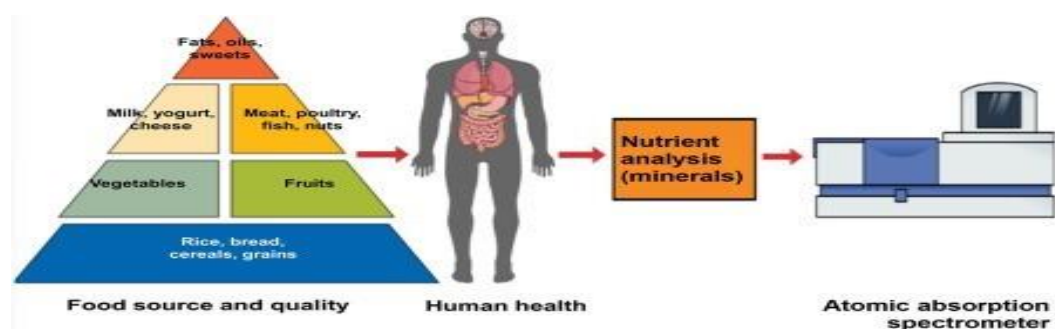 Fats, oils,
sweets
Milk, yogurt,
cheese
Meat, poultry,
fish, nuts
Vegetables
Fruits
Rice, bread,
cereals, grains
Food source and quality
Human health
Nutrient
analysis
(minerals)
Atomic absorption
spectrometer